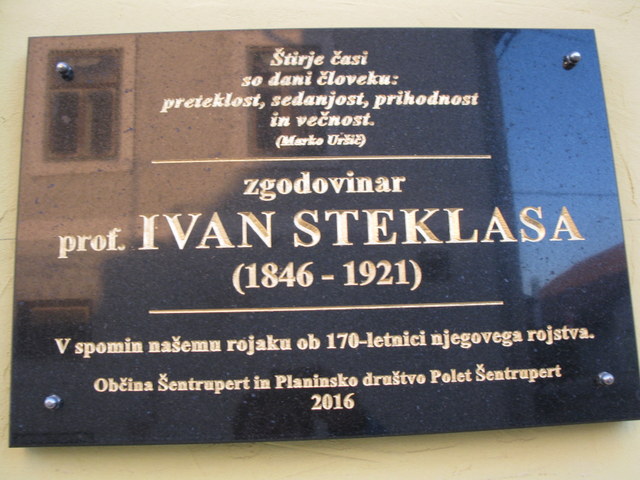 Štirje časi
so dani človeku:
preteklost, sedanjost, prihodnost
in večnost.
(Marko Uršič)
zgodovinar
prof. IVAN STEKLASA
(1846 - 1921)
V spomin našemu rojaku ob 170-letnici njegovega rojstva.
Občina Šentrupert in Planinsko društvo Polet Šentrupert
2016